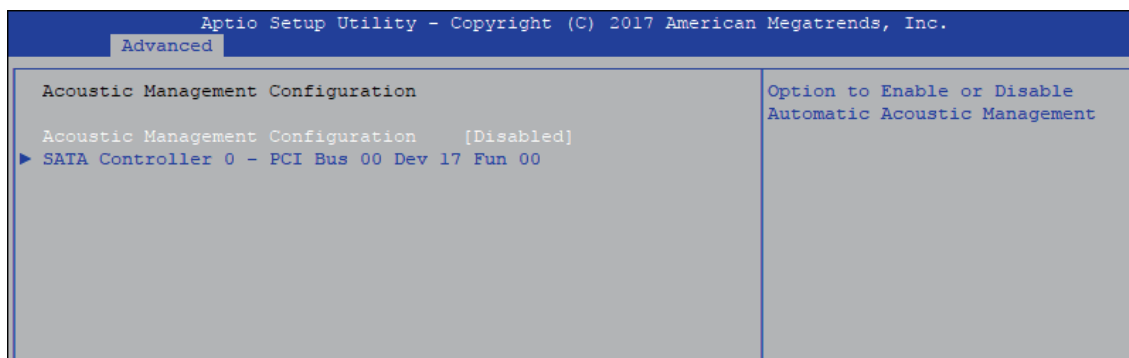 Aptio Setup Utility - Copyright (C) 2017 American Megatrends, Inc.
Advanced
Acoustic Management Configuration
Acoustic Management Configuration [Disabled]
► SATA Controller 0 - PCI Bus 00 Dev 17 Fun 00
Option to Enable or Disable
Automatic Acoustic Management